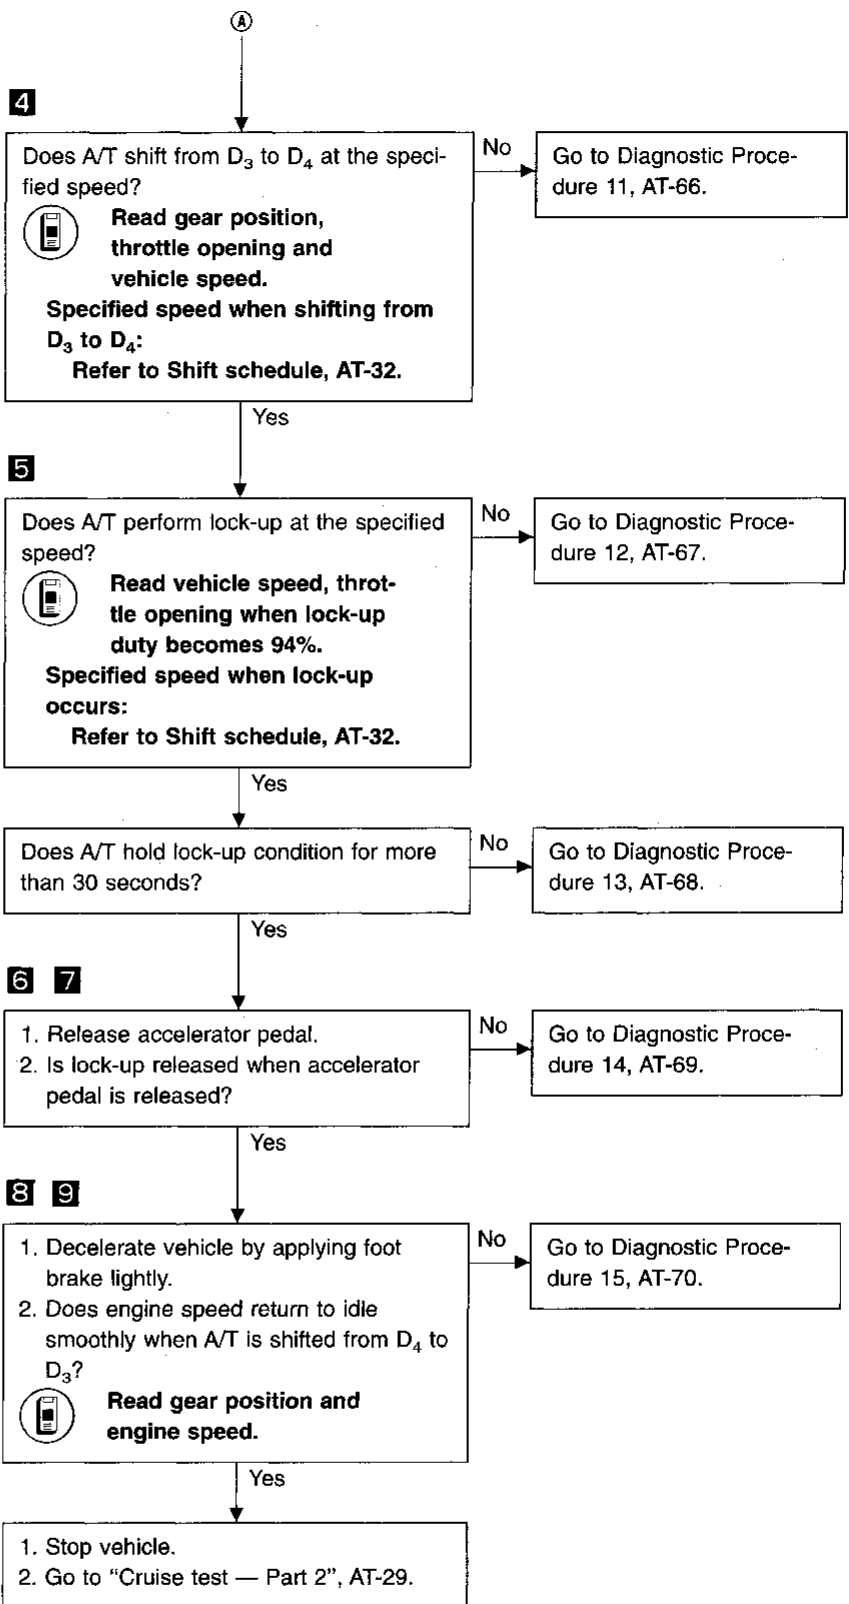 A
4
Does A/T shift from D3 to D4 at the speci-
fied speed?
Read gear position,
throttle opening and
vehicle speed.
Specified speed when shifting from
D3 to D4:
Refer to Shift schedule, AT-32.
No
Go to Diagnostic Proce-
dure 11, AT-66.
Yes
5
Does A/T perform lock-up at the specified
speed?
Read vehicle speed, throt-
tle opening when lock-up
duty becomes 94%.
Specified speed when lock-up
occurs:
Refer to Shift schedule, AT-32.
No
Go to Diagnostic Proce-
dure 12, AT-67.
Yes
Does A/T hold lock-up condition for more
than 30 seconds?
No
Go to Diagnostic Proce-
dure 13, AT-68.
Yes
6 7
1. Release accelerator pedal.
2. Is lock-up released when accelerator
pedal is released?
No
Go to Diagnostic Proce-
dure 14, AT-69.
Yes
8 9
1. Decelerate vehicle by applying foot
brake lightly.
2. Does engine speed return to idle
smoothly when A/T is shifted from D4 to
D3?
Read gear position and
engine speed.
No
Go to Diagnostic Proce-
dure 15, AT-70.
Yes
1. Stop vehicle.
2. Go to “Cruise test — Part 2”, AT-29.